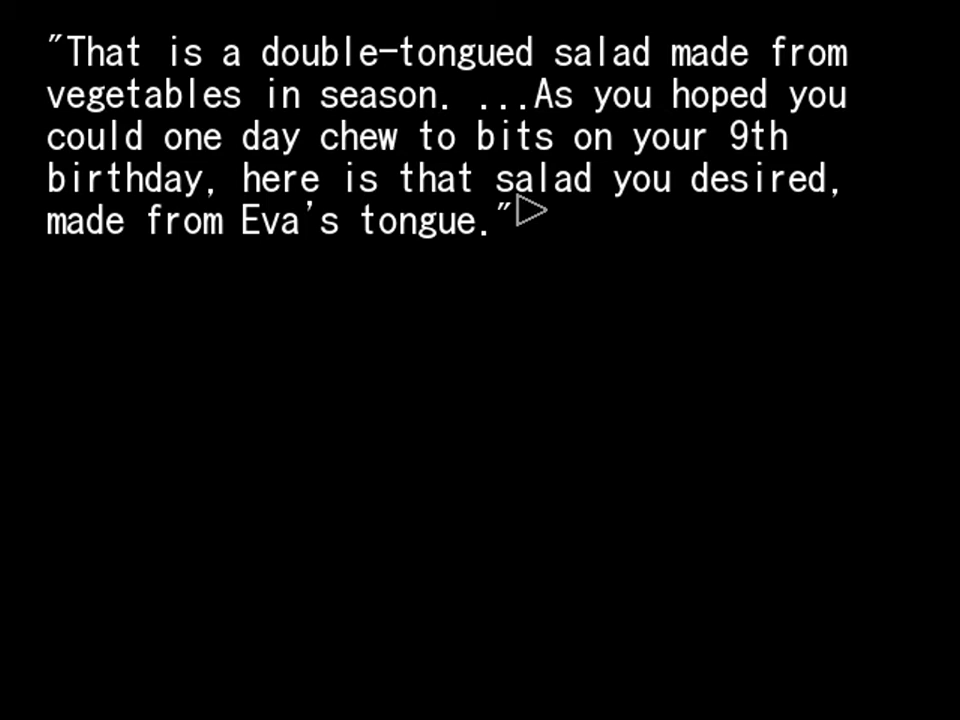 "That is a double-tongued salad made from
vegetables in season. ...As you hoped you
could one day chew to bits on your 9th
birthday, here is that salad you desired,
made from Eva's tongue."